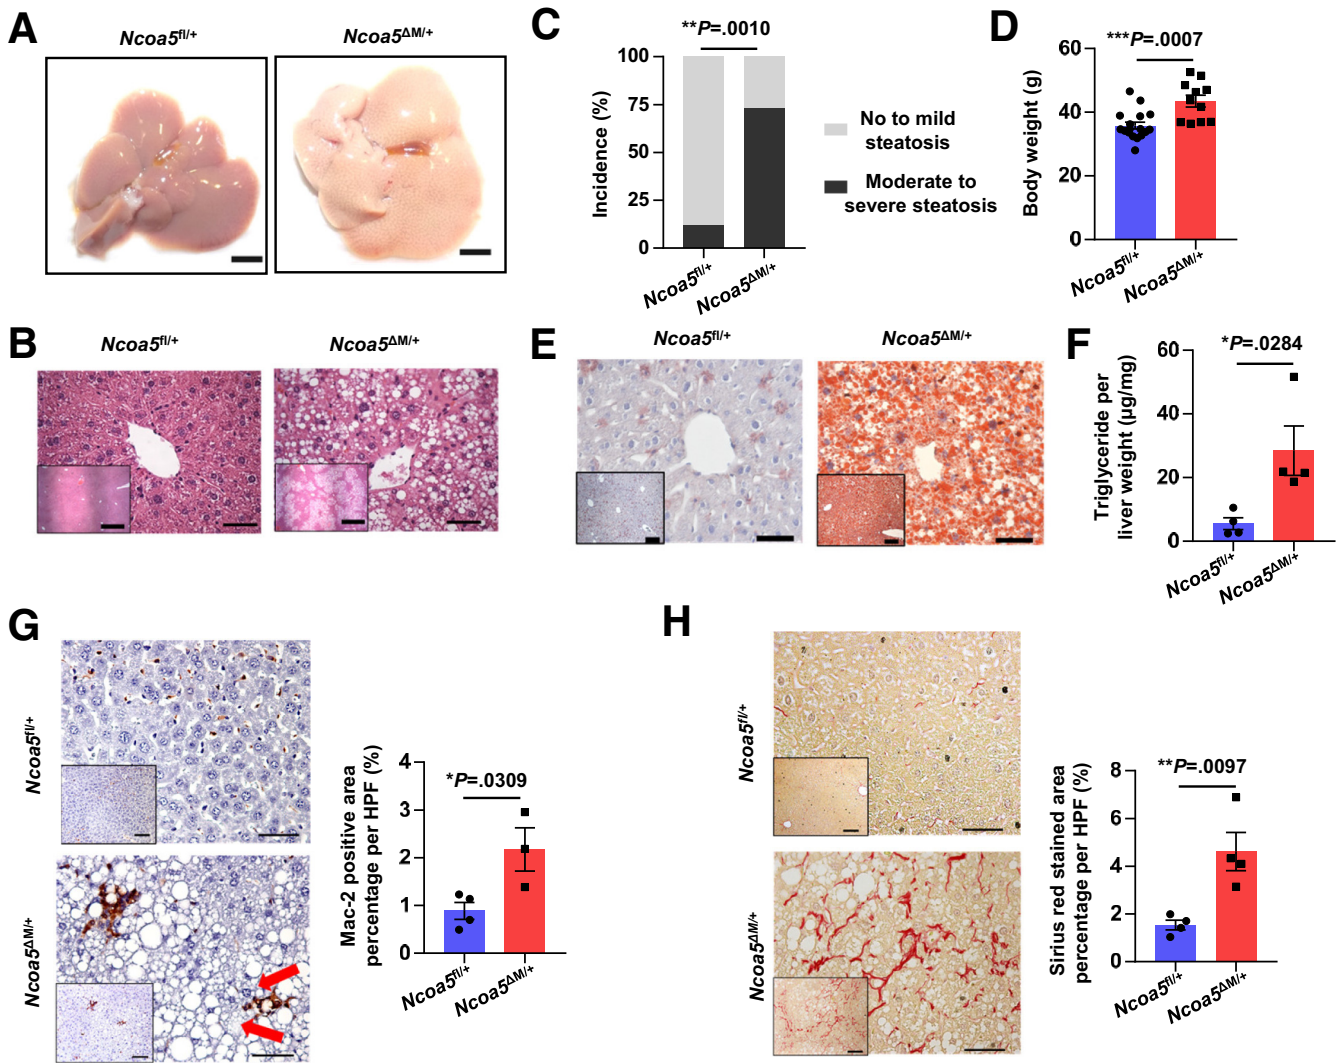 A
Ncoa5fl/+
Ncoa5ΔM/+
C
**P=.0010
Incidence (%)
100
75
50
25
0
Ncoa5fl/+
Ncoa5ΔM/+
No to mild
steatosis
Moderate to
severe steatosis
D
***P=.0007
Body weight (g)
60
40
20
0
Ncoa5fl/+
Ncoa5ΔM/+
B
Ncoa5fl/+
Ncoa5ΔM/+
E
Ncoa5fl/+
Ncoa5ΔM/+
F
*P=.0284
Triglyceride per
liver weight (µg/mg)
60
40
20
0
Ncoa5fl/+
Ncoa5ΔM/+
G
Ncoa5fl/+
Ncoa5ΔM/+
*P=.0309
Mac-2 positive area
percentage per HPF (%)
4
3
2
1
0
Ncoa5fl/+
Ncoa5ΔM/+
H
Ncoa5fl/+
Ncoa5ΔM/+
**P=.0097
Sirius red stained area
percentage per HPF (%)
8
6
4
2
0
Ncoa5fl/+
Ncoa5ΔM/+